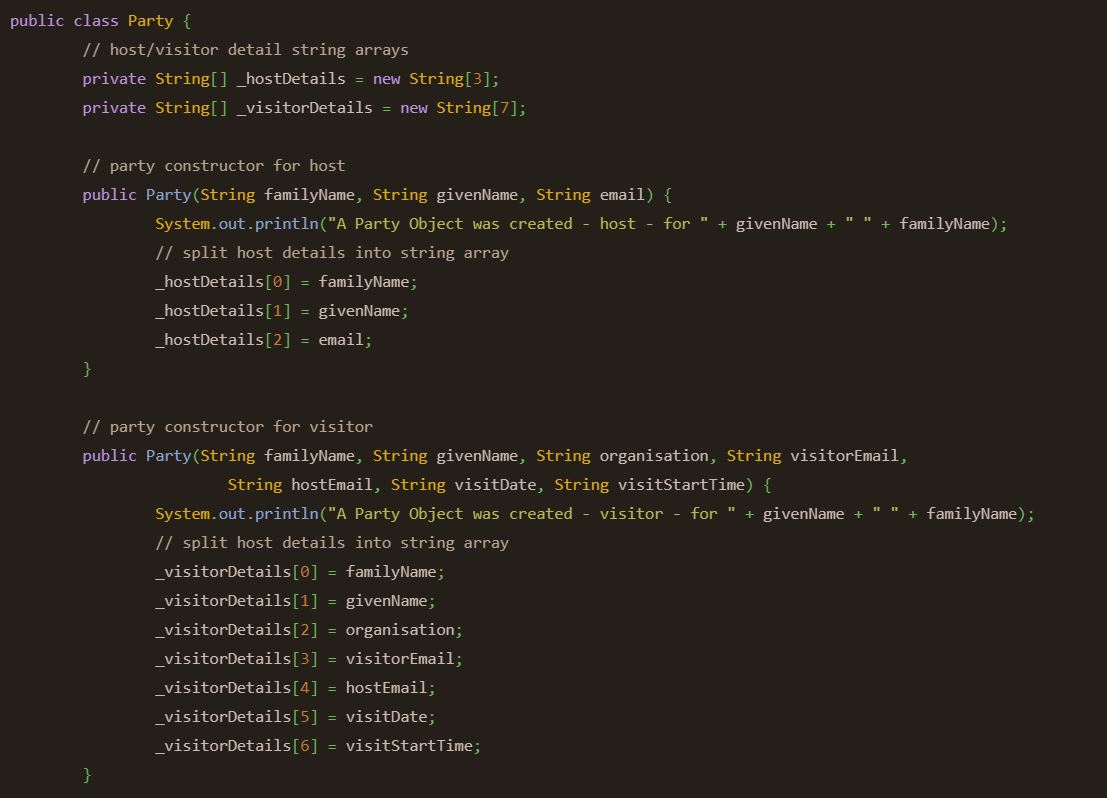 public class Party {
// host/visitor detail string arrays
private String[] _hostDetails = new String[3];
private String[] _visitorDetails = new String[7];
// party constructor for host
public Party(String familyName, String givenName, String email) {
System.out.println("A Party Object was created - host - for " + givenName + " " + familyName);
// split host details into string array
_hostDetails[0] = familyName;
_hostDetails[1] = givenName;
_hostDetails[2] = email;
}
// party constructor for visitor
public Party(String familyName, String givenName, String organisation, String visitorEmail,
String hostEmail, String visitDate, String visitStartTime) {
System.out.println("A Party Object was created - visitor - for " + givenName + " " + familyName);
// split host details into string array
_visitorDetails[0] = familyName;
_visitorDetails[1] = givenName;
_visitorDetails[2] = organisation;
_visitorDetails[3] = visitorEmail;
_visitorDetails[4] = hostEmail;
_visitorDetails[5] = visitDate;
_visitorDetails[6] = visitStartTime;
}